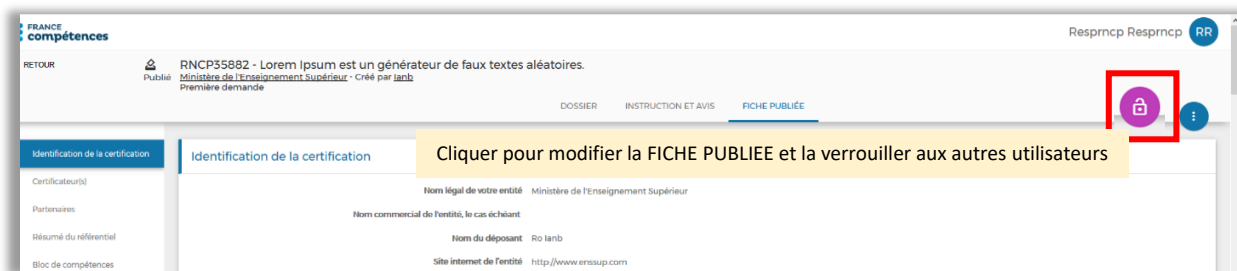 FRANCE
compétences
Resprncp Resprncp RR
RETOUR
Publié
RNCP35882 - Lorem Ipsum est un générateur de faux textes aléatoires.
Ministère de l'Enseignement Supérieur - Créé par Ianb
Première demande
DOSSIER INSTRUCTION ET AVIS FICHE PUBLIÉE
Cliquer pour modifier la FICHE PUBLIEE et la verrouiller aux autres utilisateurs
Identification de la certification
Certificateur(s)
Partenaires
Résumé du référentiel
Bloc de compétences
Identification de la certification
Nom légal de votre entité Ministère de l'Enseignement Supérieur
Nom commercial de l'entité, le cas échéant
Nom du déposant Ro Ianb
Site internet de l'entité http://www.enssup.com